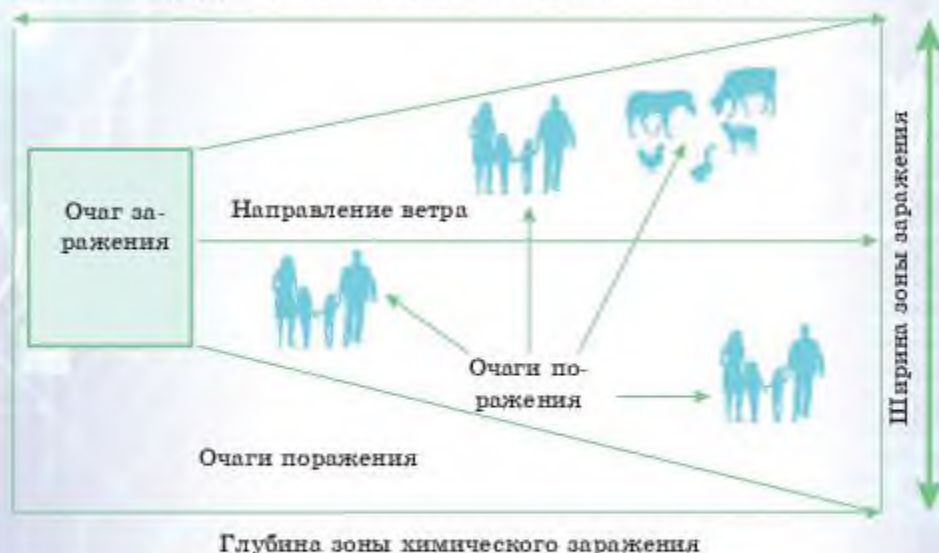 Очаг за-
ражения
Направление ветра
Очаги по-
ражения
Очаги поражения
Ширина зоны заражения
Глубина зоны химического заражения